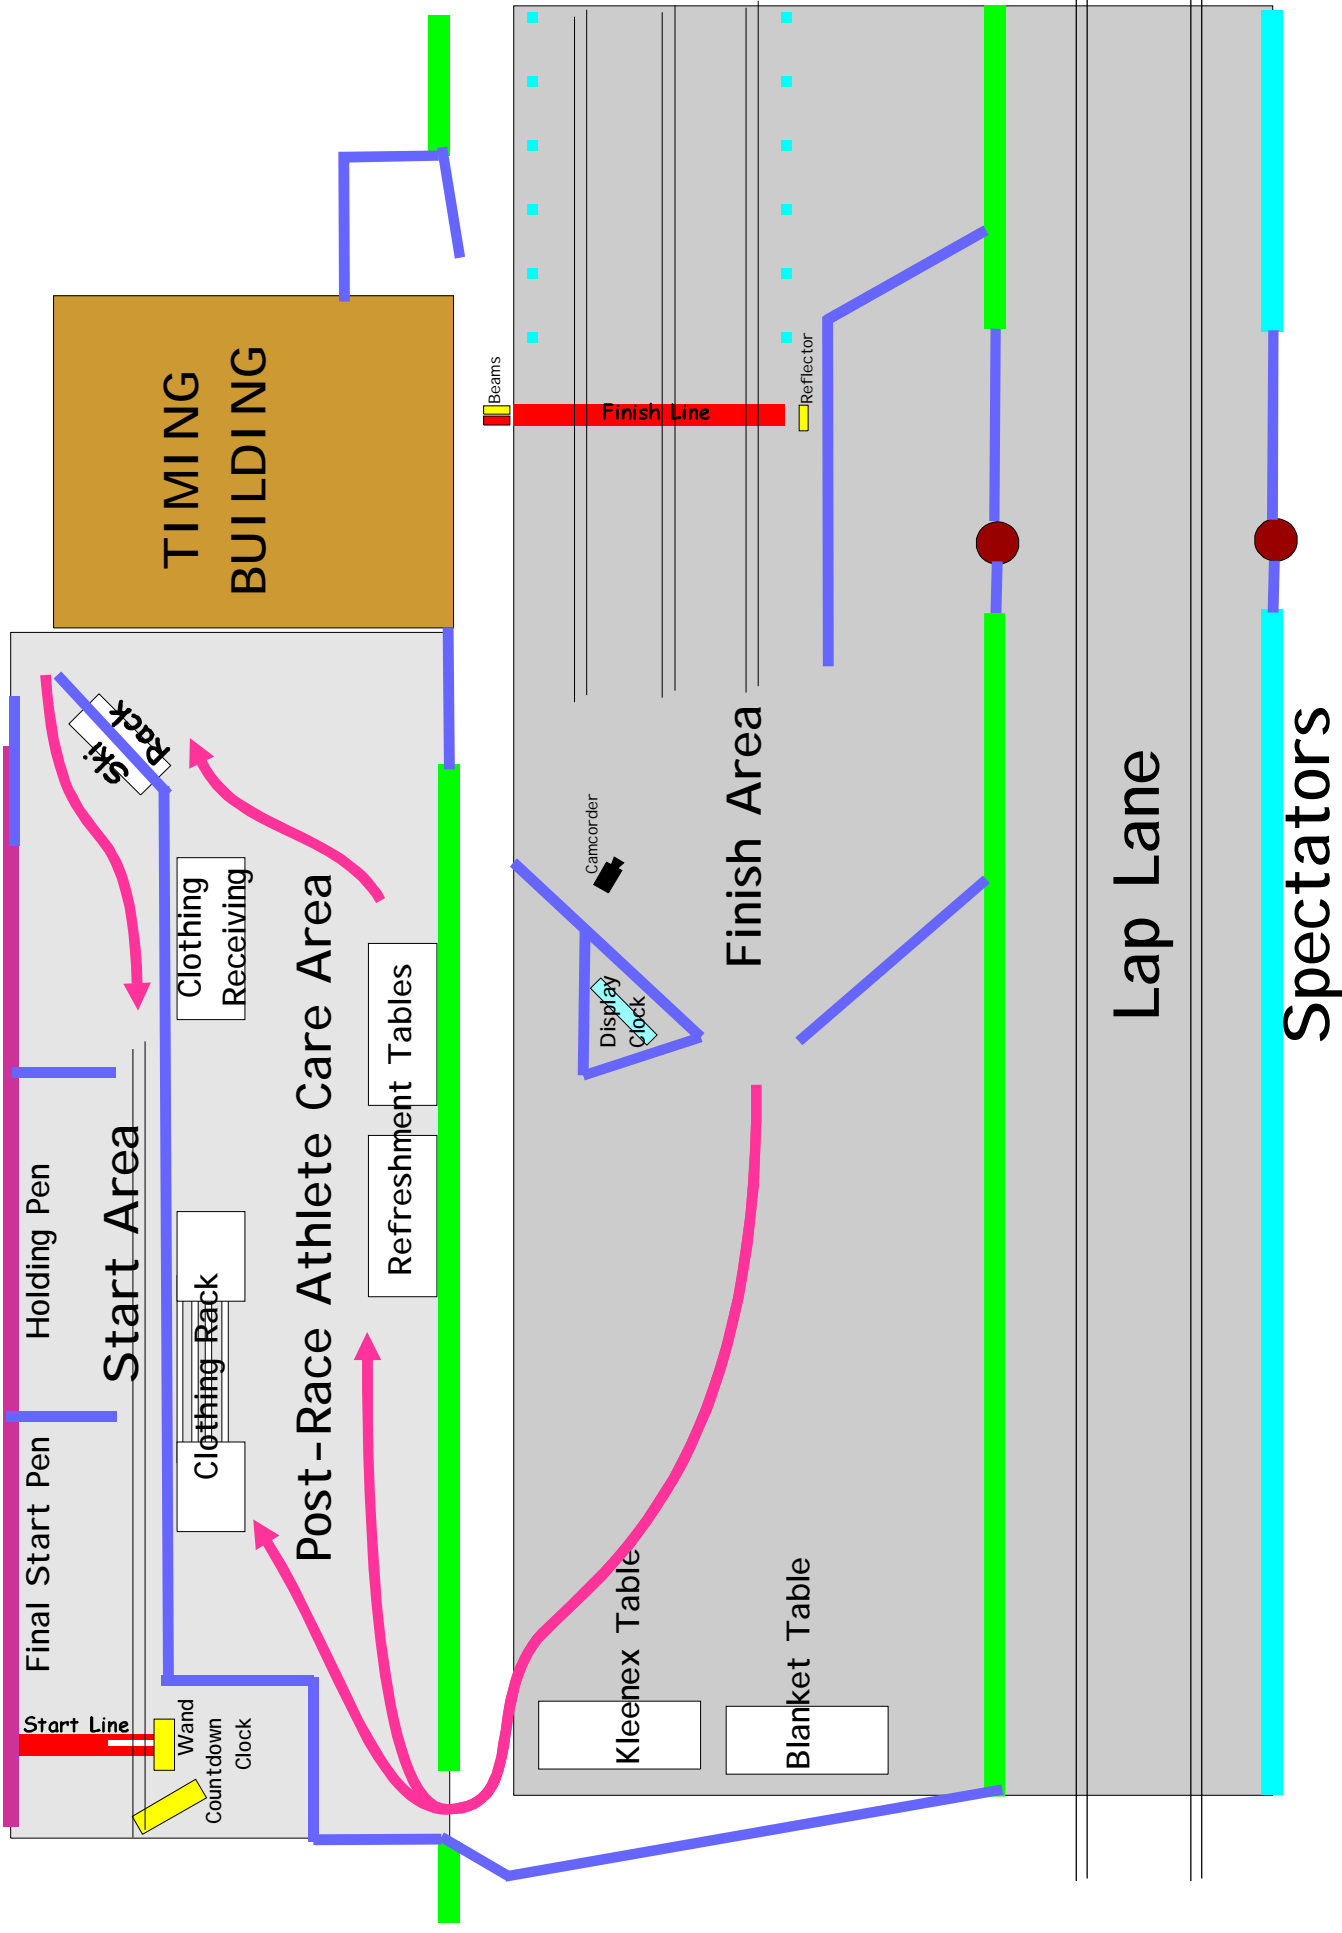 TIMING
BUILDING
Beams
Finish Line
Reflector
Ski
Rack
Clothing
Receiving
Post-Race Athlete Care Area
Refreshment Tables
Camcorder
Display
Clock
Finish Area
Lap Lane
Spectators
Holding Pen
Start Area
Clothing Rack
Final Start Pen
Start Line
Wand
Countdown
Clock
Kleenex Table
Blanket Table